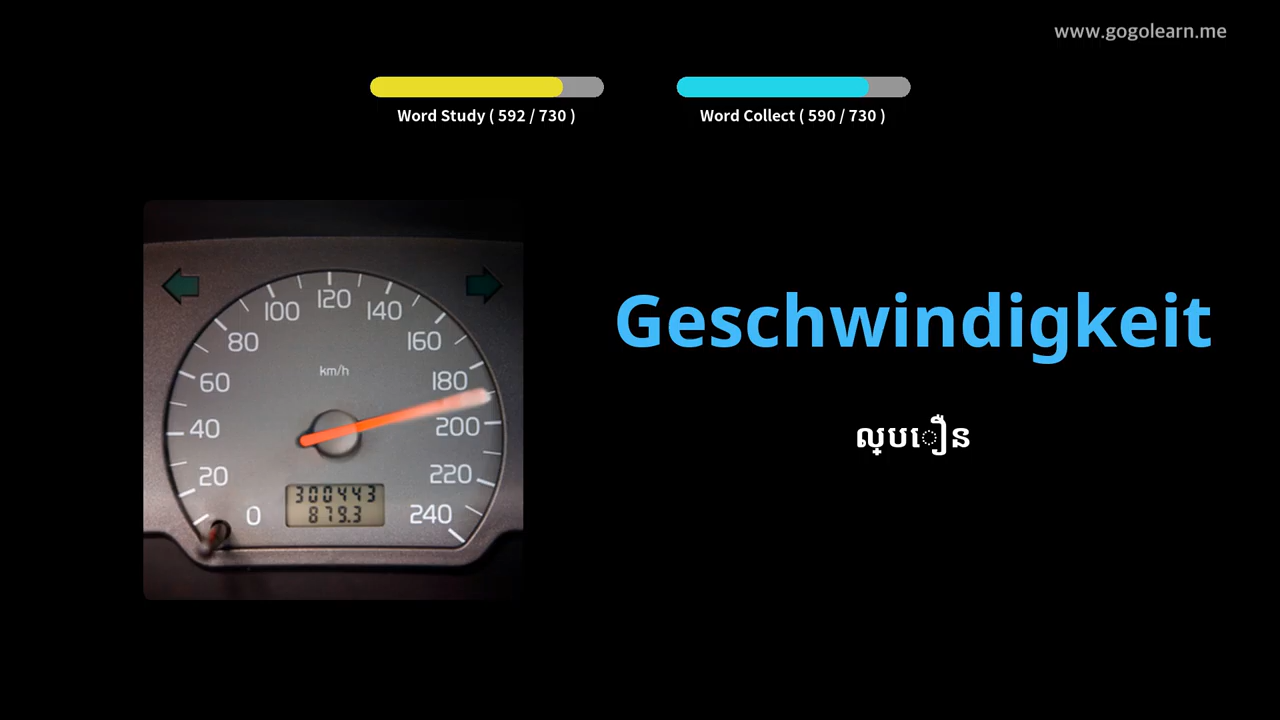 www.gogolearn.me
Word Study ( 592 / 730 )
Word Collect ( 590 / 730 )
Geschwindigkeit
ល្បឿន
120
100
140
80
160
km/h
60
180
40
200
20
220
300443
879.3
0
240